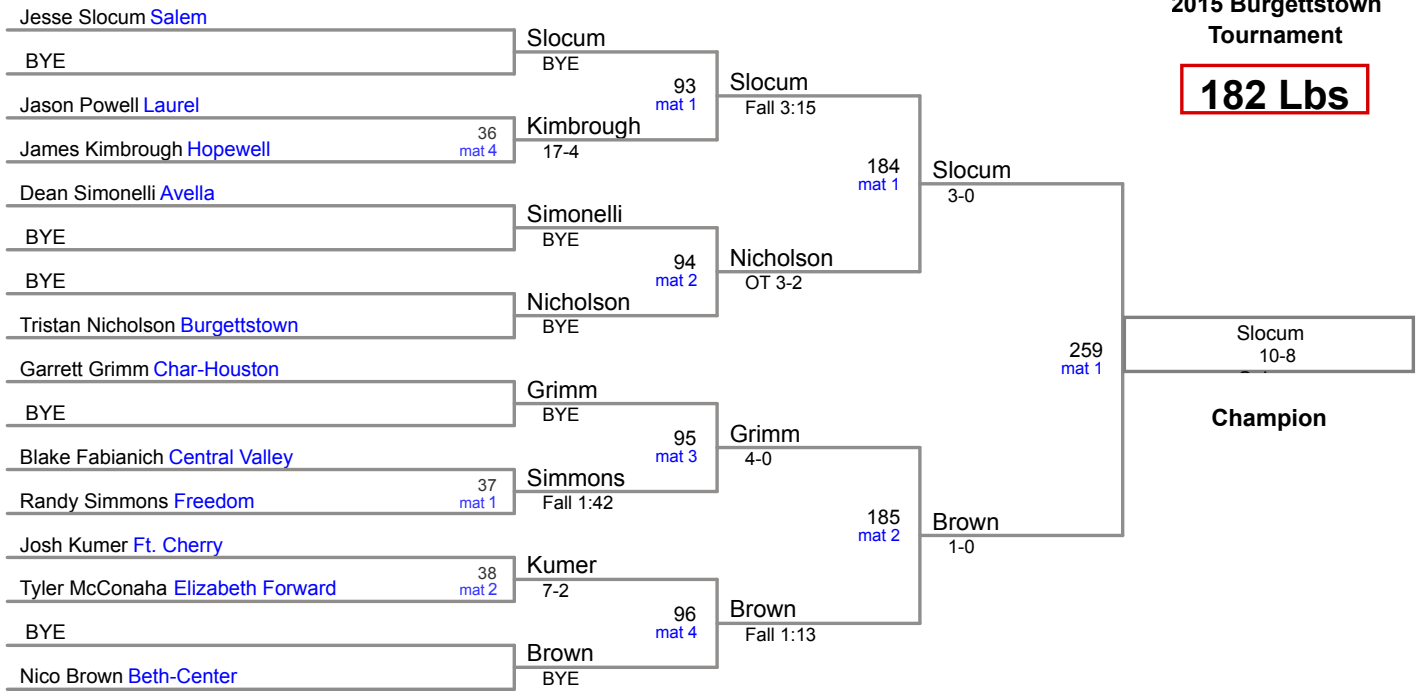 2015 Burgettstown
Tournament
182 Lbs
Jesse Slocum Salem
BYE
Jason Powell Laurel
James Kimbrough Hopewell
36
mat 4
Dean Simonelli Avella
BYE
BYE
Tristan Nicholson Burgettstown
Garrett Grimm Char-Houston
BYE
Blake Fabianich Central Valley
Randy Simmons Freedom
37
mat 1
Josh Kumer Ft. Cherry
Tyler McConaha Elizabeth Forward
38
mat 2
BYE
Nico Brown Beth-Center
Slocum
BYE
93
mat 1
Kimbrough
17-4
Simonelli
BYE
94
mat 2
Nicholson
BYE
Grimm
BYE
95
mat 3
Simmons
Fall 1:42
Kumer
7-2
96
mat 4
Brown
BYE
Slocum
Fall 3:15
184
mat 1
Nicholson
OT 3-2
Grimm
4-0
185
mat 2
Brown
Fall 1:13
Slocum
3-0
259
mat 1
Brown
1-0
Slocum
10-8
Champion